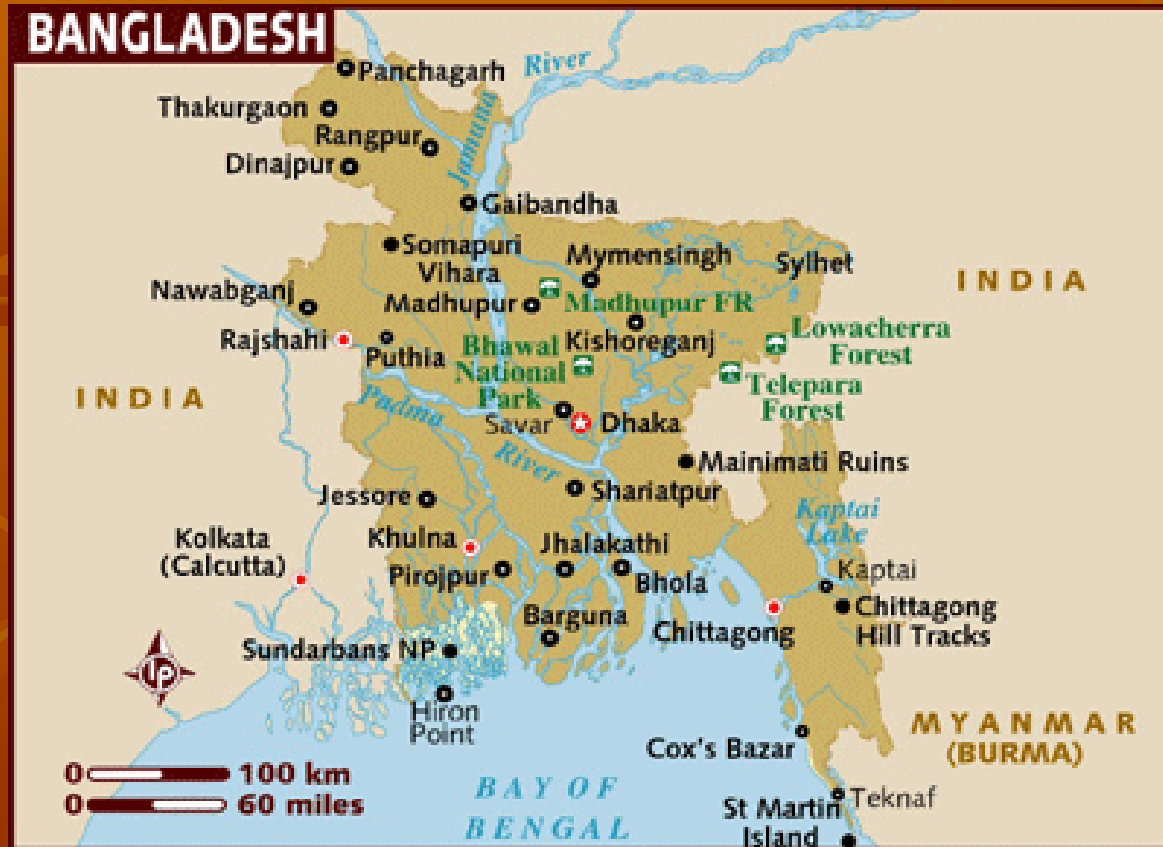 BANGLADESH
Panchagarh
River
Jamuna
Thakurgaon
Rangpur
Dinajpur
Gaibandha
Somapuri
Vihara
Mymensingh
Sylhet
INDIA
Nawabganj
Madhupur
Madhupur FR
Rajshahi
Puthia
Bhawal
National
Park
Kishoreganj
Lowacherra
Forest
Telepara
Forest
INDIA
Padma
River
Savar
Dhaka
Mainimati Ruins
Jessore
Shariatpur
Kaptai
Lake
Kolkata
(Calcutta)
Khulna
Jhalakathi
Pirojpur
Bhola
Kaptai
Barguna
Chittagong
Chittagong
Hill Tracks
Sundarbans NP
LP
Hiron
Point
MYANMAR
(BURMA)
Cox's Bazar
0 100 km
0 60 miles
BAY OF
BENGAL
Teknaf
St Martin
Island